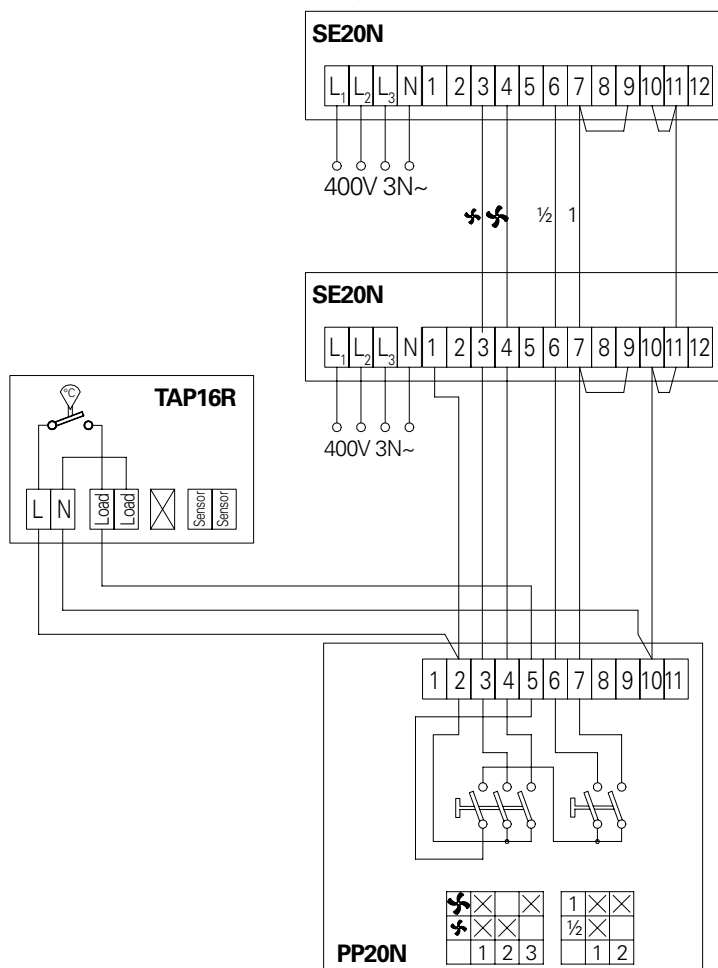 SE20N
L1 L2 L3 N 1 2 3 4 5 6 7 8 9 10 11 12
400V 3N~
½ 1
SE20N
L1 L2 L3 N 1 2 3 4 5 6 7 8 9 10 11 12
400V 3N~
TAP16R
°C
L N Load Load Sensor Sensor
1 2 3 4 5 6 7 8 9 10 11
1
½
1 2 3
1 2
PP20N